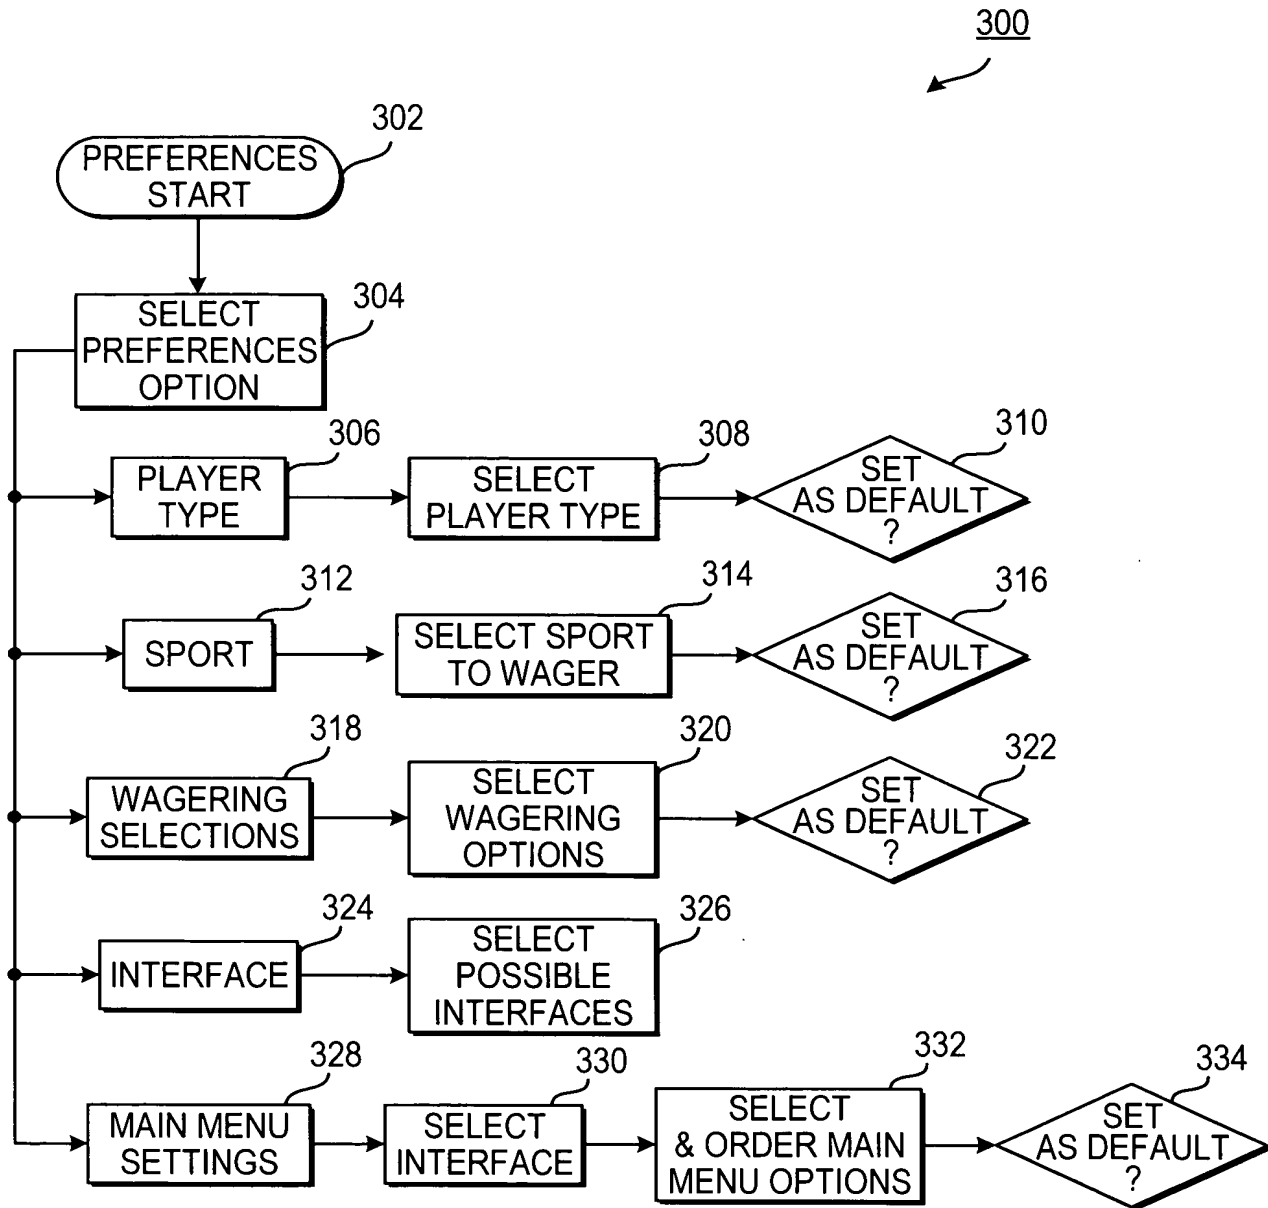 300
302
PREFERENCES
START
304
SELECT
PREFERENCES
OPTION
306
PLAYER
TYPE
308
SELECT
PLAYER TYPE
310
SET
AS DEFAULT
?
312
SPORT
314
SELECT SPORT
TO WAGER
316
SET
AS DEFAULT
?
318
WAGERING
SELECTIONS
320
SELECT
WAGERING
OPTIONS
322
SET
AS DEFAULT
?
324
INTERFACE
326
SELECT
POSSIBLE
INTERFACES
328
MAIN MENU
SETTINGS
330
SELECT
INTERFACE
332
SELECT
& ORDER MAIN
MENU OPTIONS
334
SET
AS DEFAULT
?